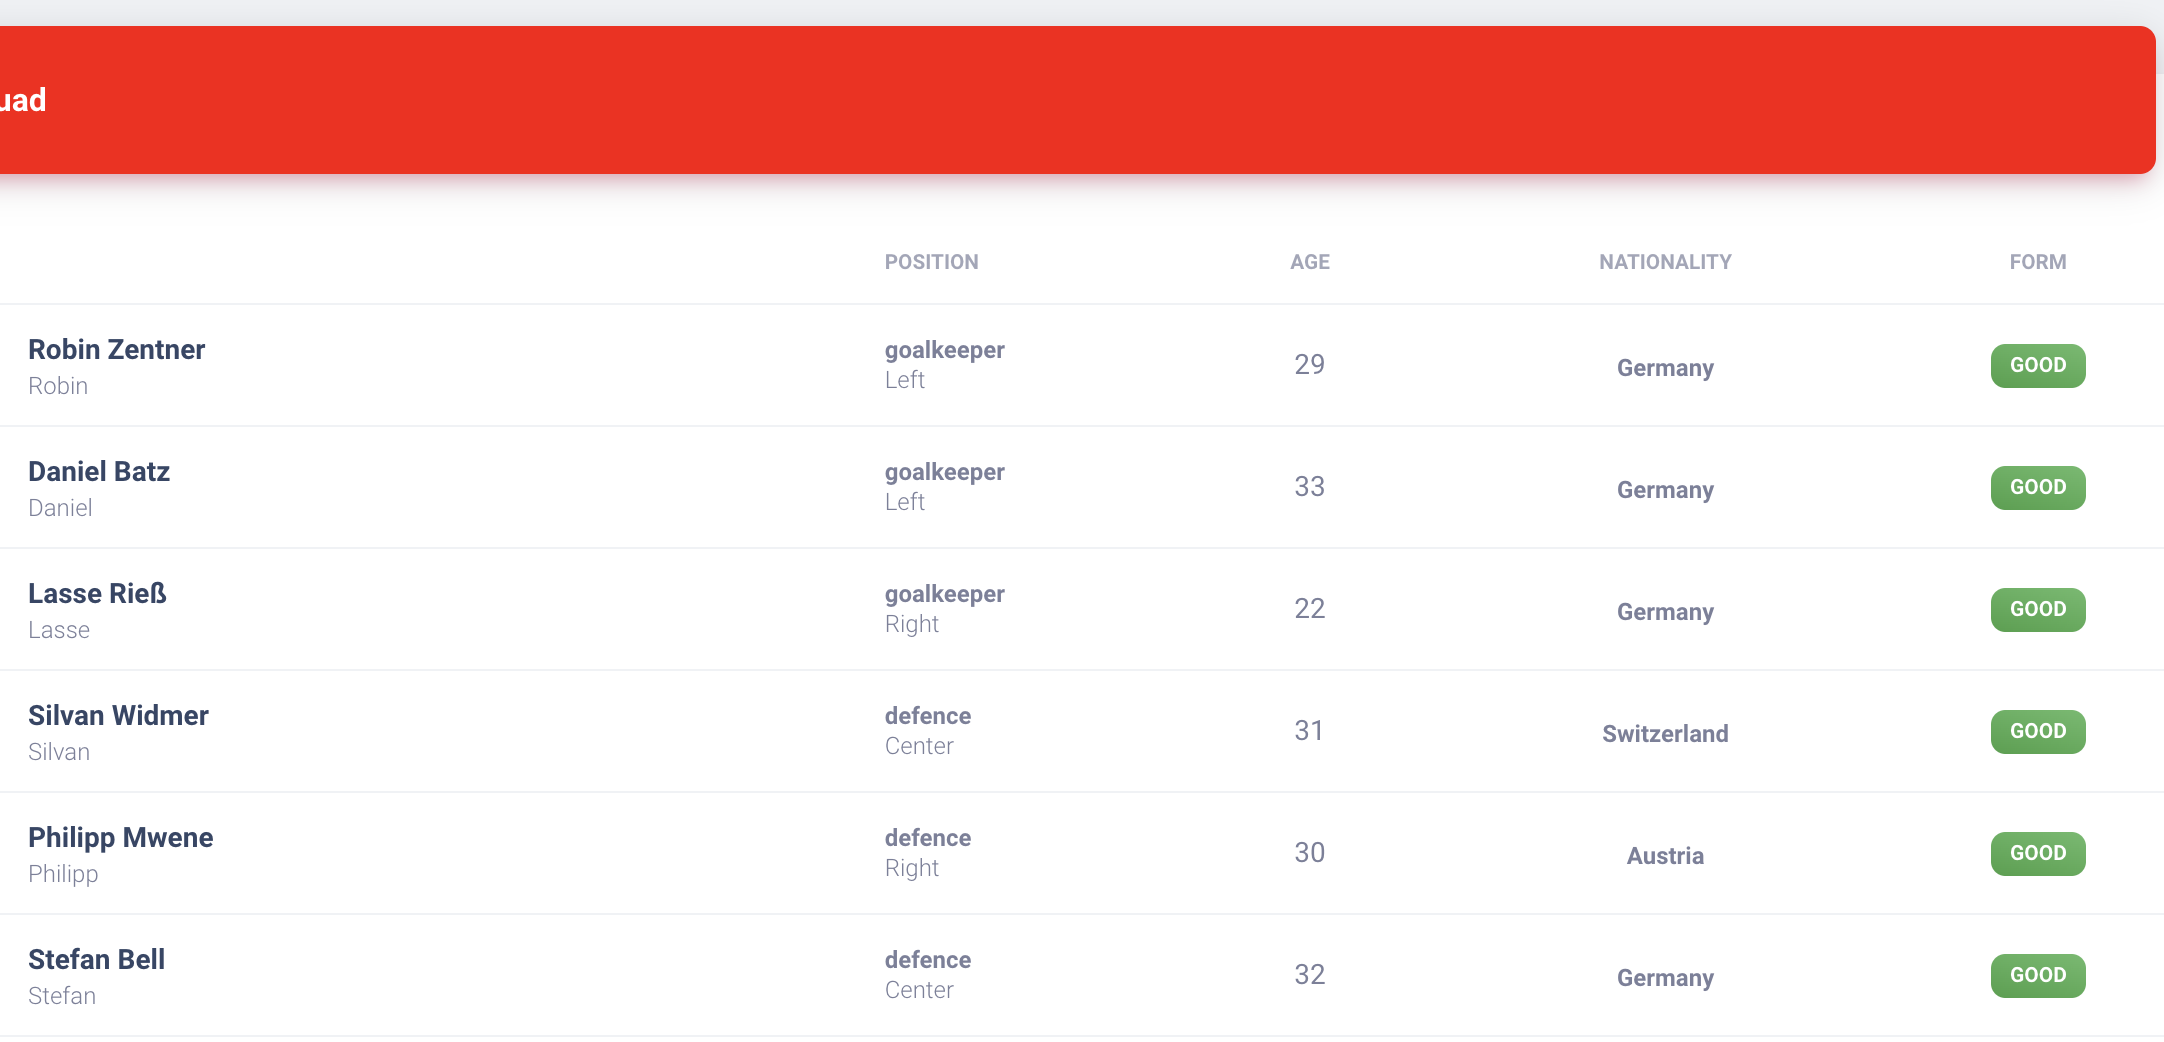 uad
POSITION AGE NATIONALITY FORM
Robin Zentner goalkeeper 29 Germany GOOD
Robin Left
Daniel Batz goalkeeper 33 Germany GOOD
Daniel Left
Lasse Rieß goalkeeper 22 Germany GOOD
Lasse Right
Silvan Widmer defence 31 Switzerland GOOD
Silvan Center
Philipp Mwene defence 30 Austria GOOD
Philipp Right
Stefan Bell defence 32 Germany GOOD
Stefan Center